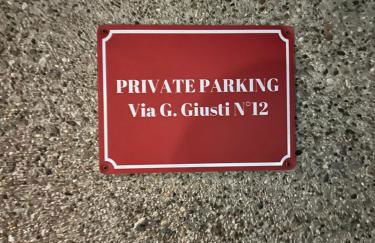 PRIVATE PARKING
Via G. Giusti N°12